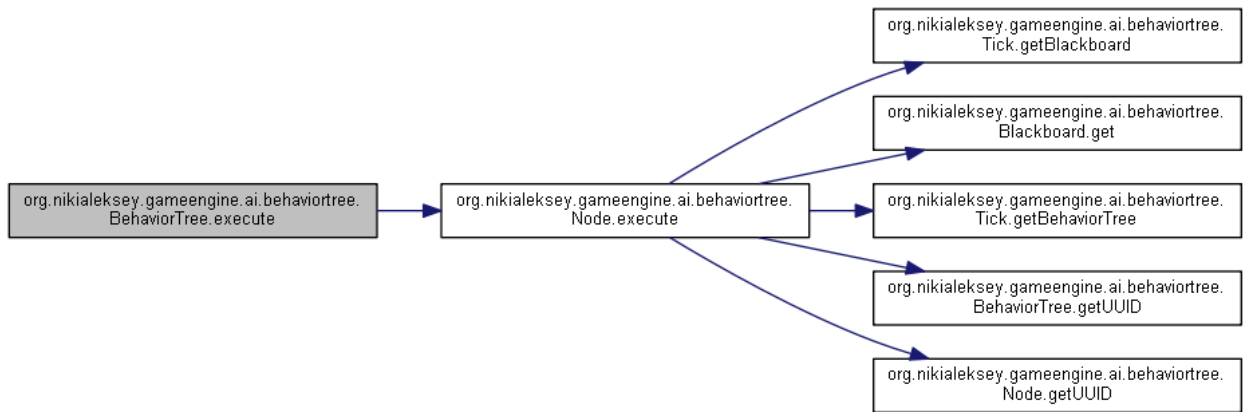 org.nikialeksey.gameengine.ai.behaviortree.
BehaviorTree.execute
org.nikialeksey.gameengine.ai.behaviortree.
Node.execute
org.nikialeksey.gameengine.ai.behaviortree.
Tick.getBlackboard
org.nikialeksey.gameengine.ai.behaviortree.
Blackboard.get
org.nikialeksey.gameengine.ai.behaviortree.
Tick.getBehaviorTree
org.nikialeksey.gameengine.ai.behaviortree.
BehaviorTree.getUUID
org.nikialeksey.gameengine.ai.behaviortree.
Node.getUUID